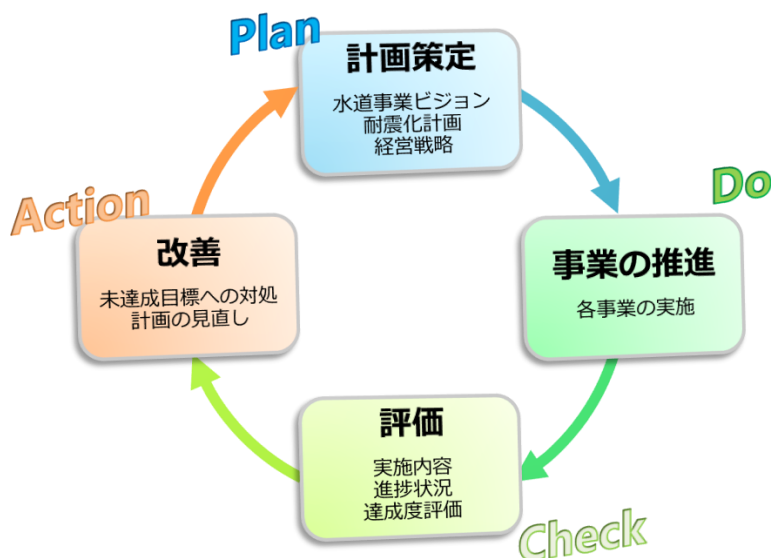 Plan
計画策定
水道事業ビジョン
耐震化計画
経営戦略
Do
事業の推進
各事業の実施
Check
評価
実施内容
進捗状況
達成度評価
Action
改善
未達成目標への対処
計画の見直し